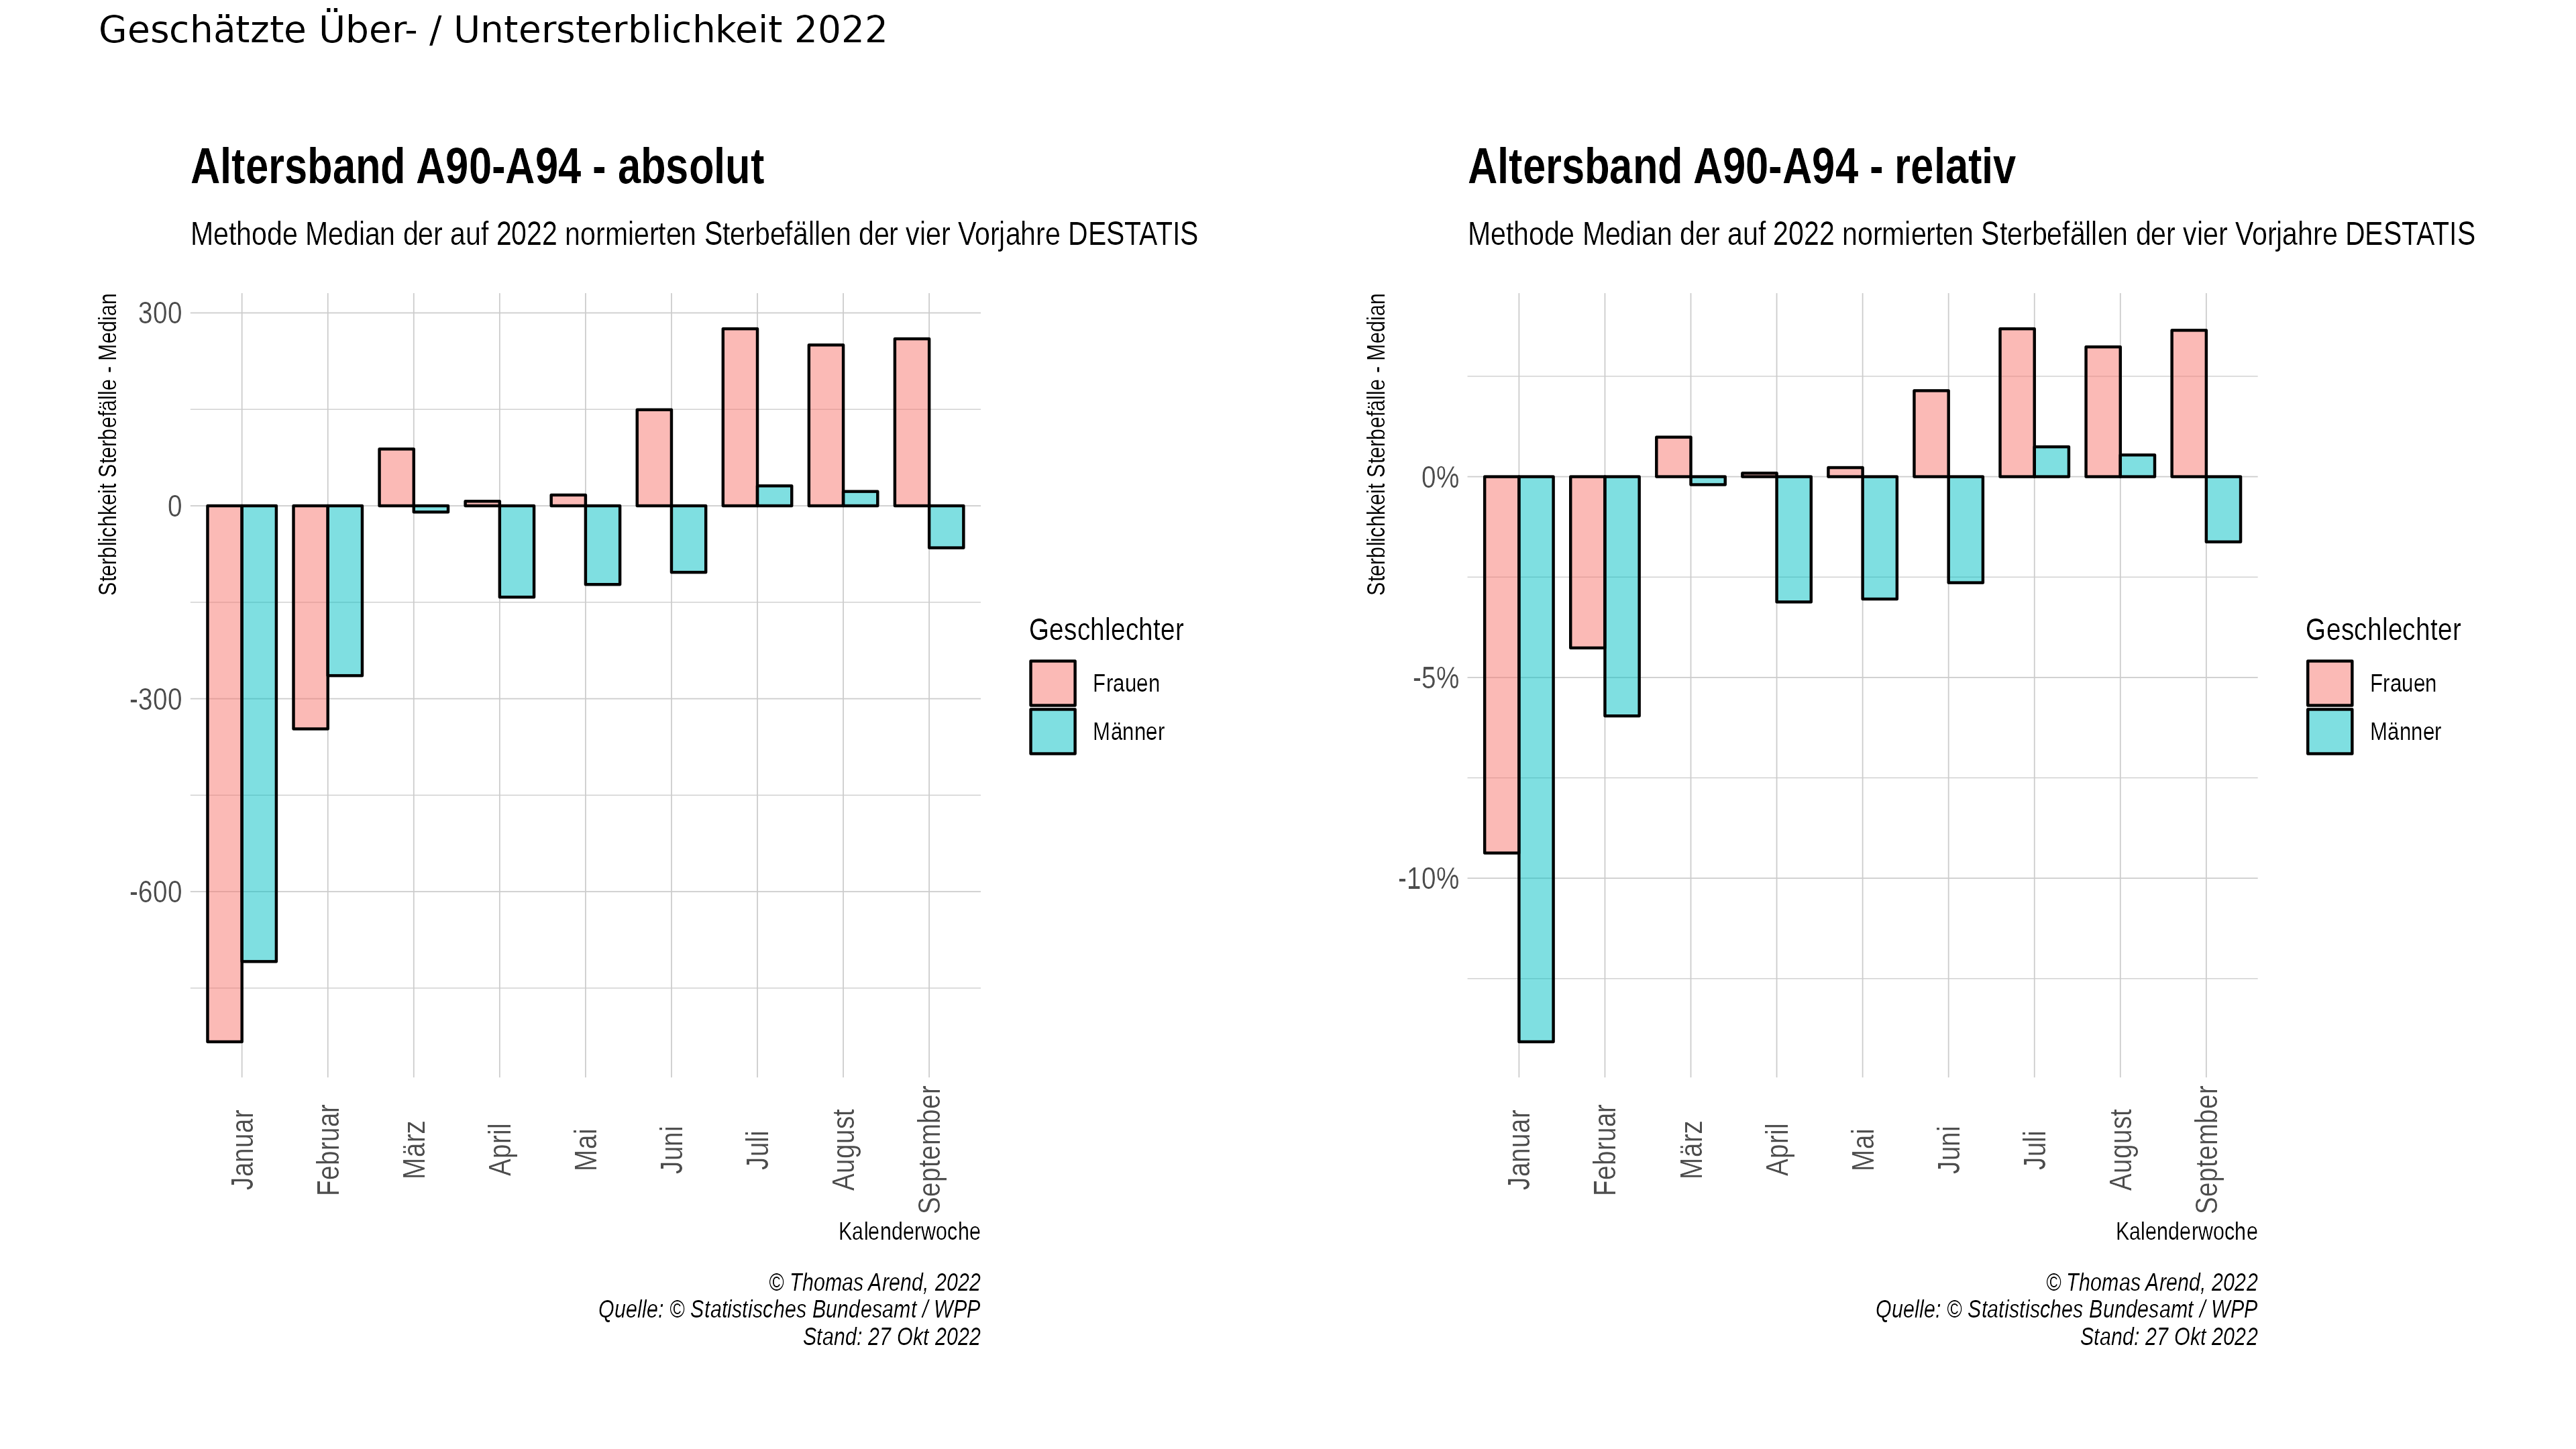 Geschätzte Über- / Untersterblichkeit 2022
Altersband A90-A94 - absolut
Methode Median der auf 2022 normierten Sterbefällen der vier Vorjahre DESTATIS
Sterblichkeit Sterbefälle - Median
300
0
-300
-600
Januar
Februar
März
April
Mai
Juni
Juli
August
September
Kalenderwoche
Geschlechter
Frauen
Männer
© Thomas Arend, 2022
Quelle: © Statistisches Bundesamt / WPP
Stand: 27 Okt 2022
Altersband A90-A94 - relativ
Methode Median der auf 2022 normierten Sterbefällen der vier Vorjahre DESTATIS
Sterblichkeit Sterbefälle - Median
0%
-5%
-10%
Januar
Februar
März
April
Mai
Juni
Juli
August
September
Kalenderwoche
Geschlechter
Frauen
Männer
© Thomas Arend, 2022
Quelle: © Statistisches Bundesamt / WPP
Stand: 27 Okt 2022